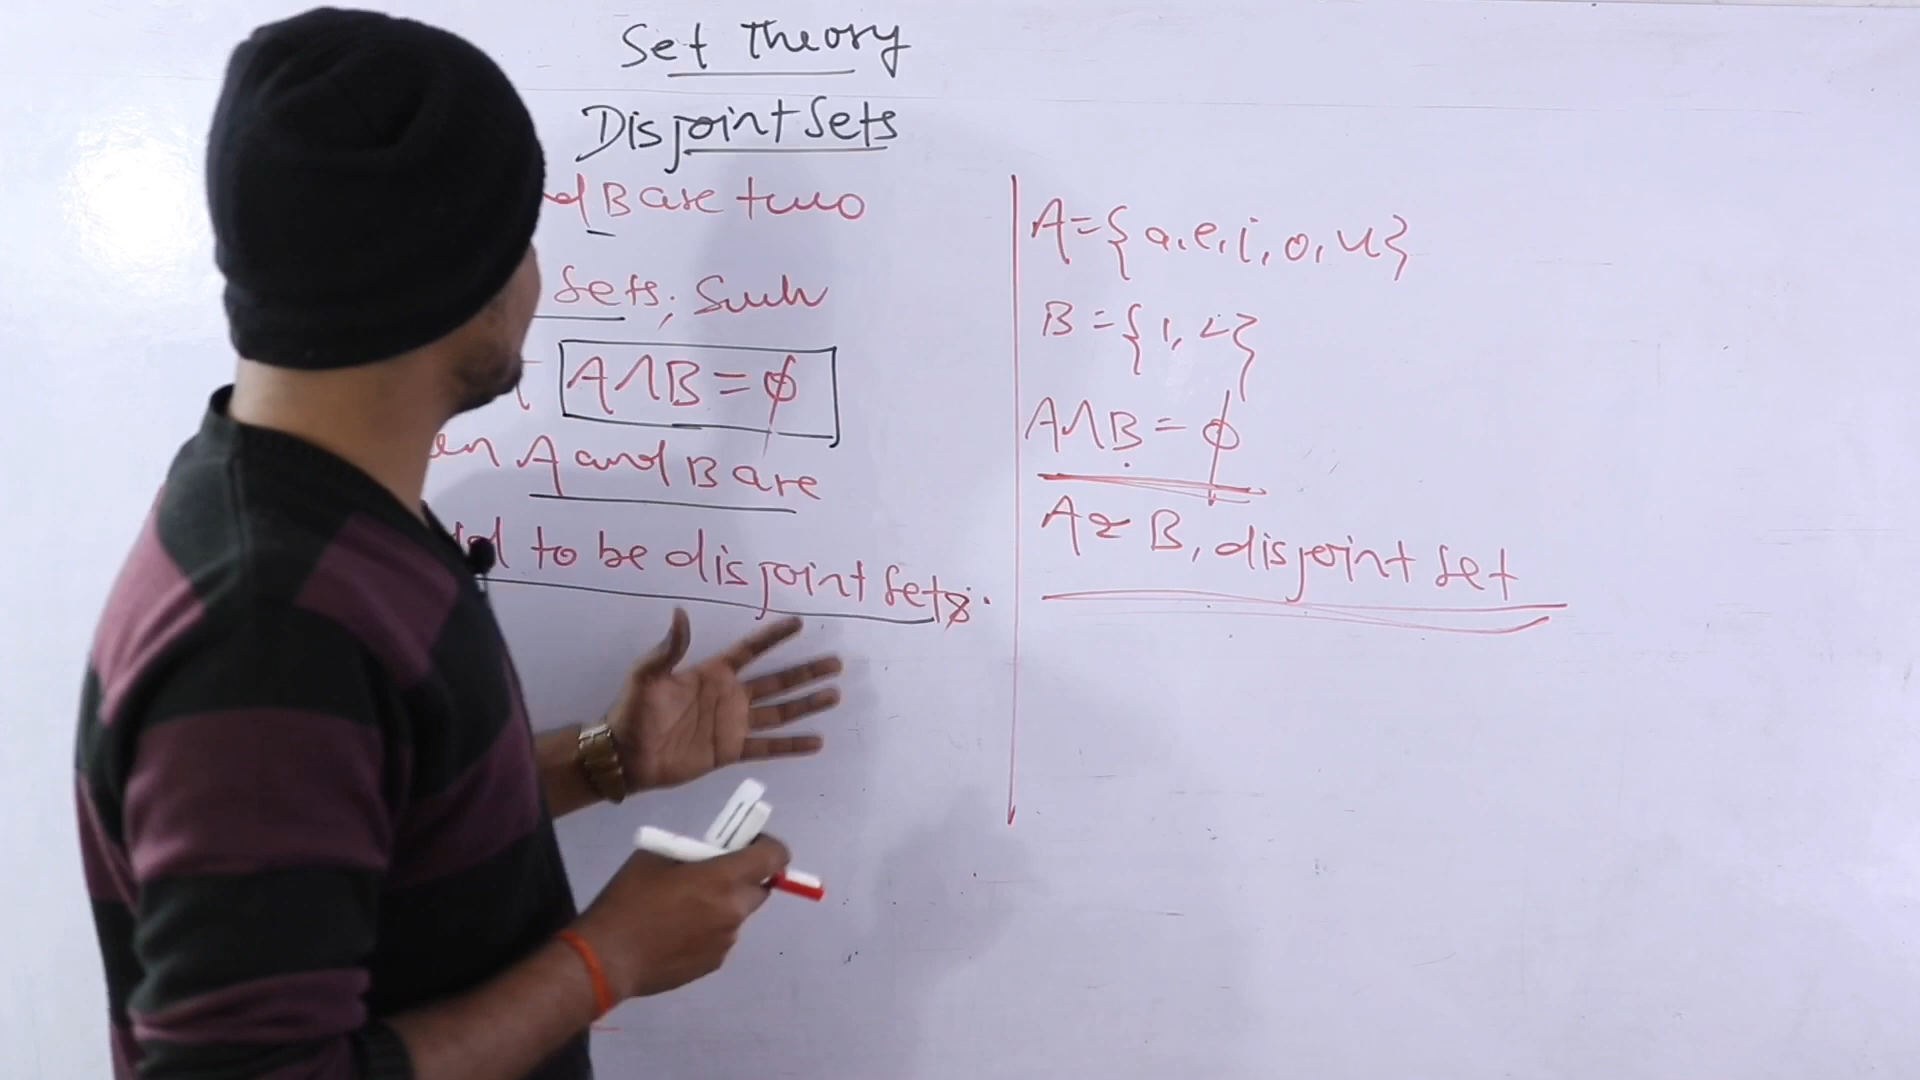 Set Theory
Disjoint Sets
B are two
Sets, such
A∩B = ϕ
A and B are
to be disjoint sets.
A = {a, e, i, o, u}
B = {1, 2}
A∩B = ϕ
A & B, disjoint set